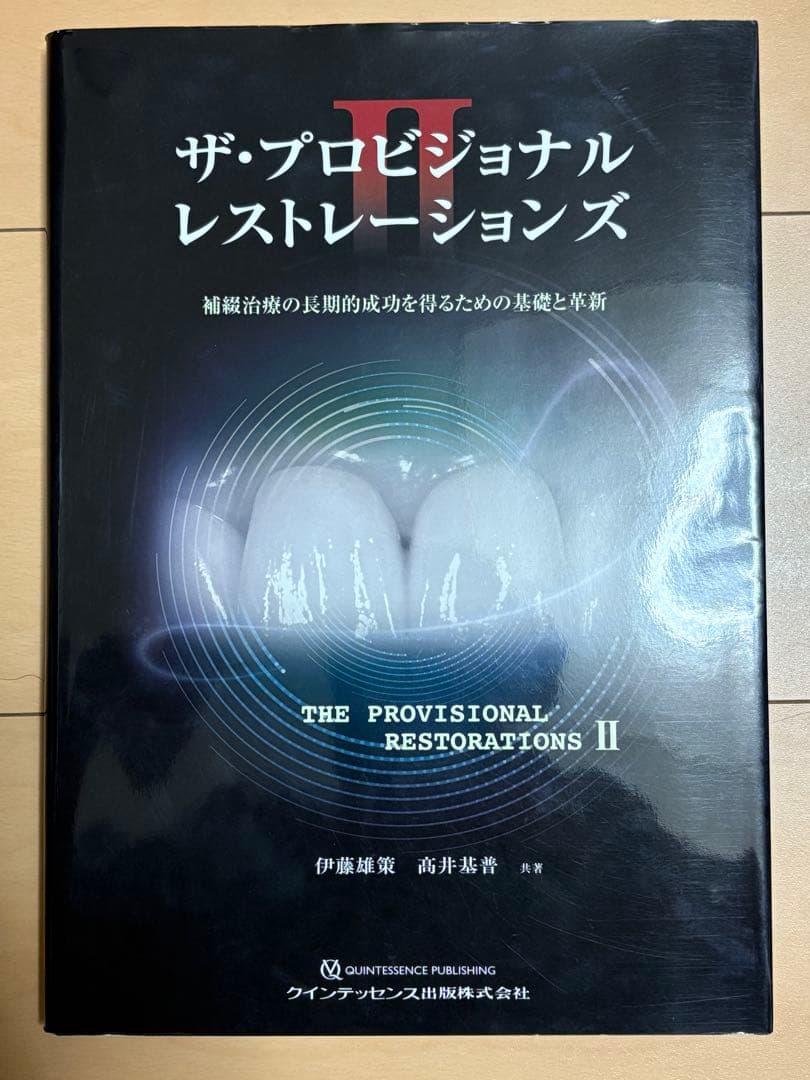 II
ザ・プロビジョナル
レストレーションズ
補綴治療の長期的成功を得るための基礎と革新
THE PROVISIONAL
RESTORATIONS II
伊藤雄策 髙井基普 共著
QUINTESSENCE PUBLISHING
クインテッセンス出版株式会社